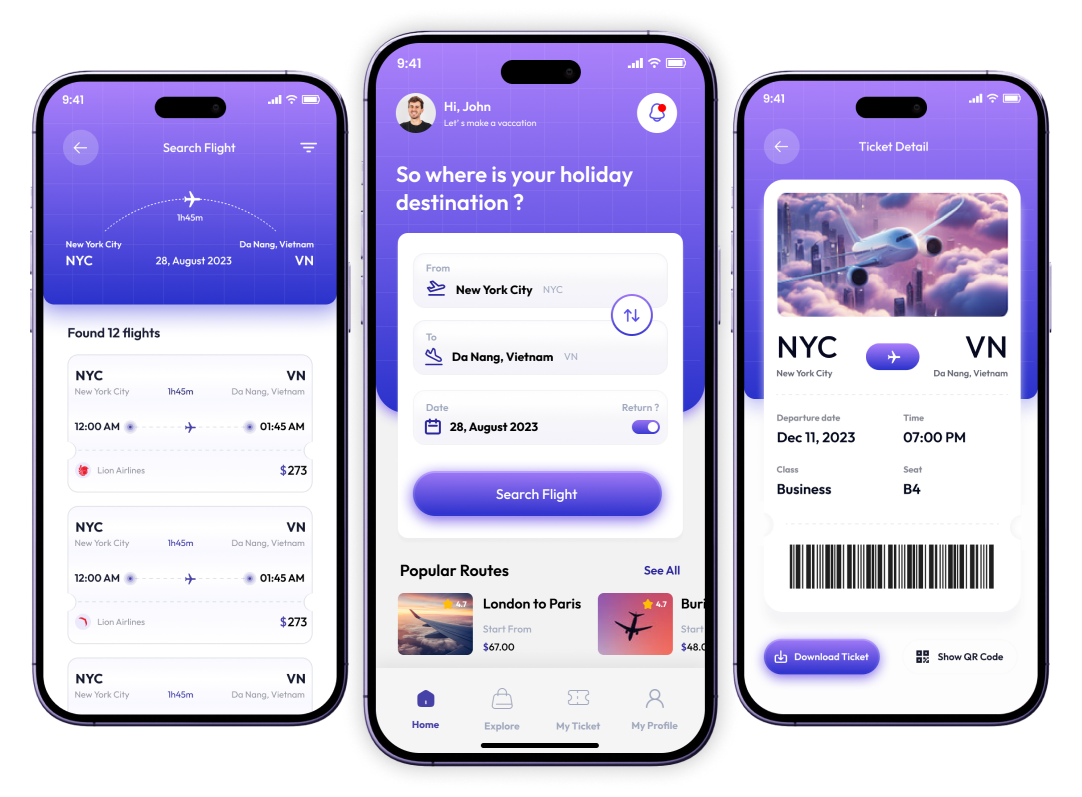 9:41
Search Flight
1h45m
New York City
Da Nang, Vietnam
NYC
28, August 2023
VN
Found 12 flights
NYC
VN
New York City
1h45m
Da Nang, Vietnam
12:00 AM
01:45 AM
Lion Airlines
$273
NYC
VN
New York City
1h45m
Da Nang, Vietnam
12:00 AM
01:45 AM
Lion Airlines
$273
NYC
VN
New York City
1h45m
Da Nang, Vietnam
9:41
Hi, John
Let' s make a vaccation
So where is your holiday
destination ?
From
New York City NYC
To
Da Nang, Vietnam VN
Date
Return ?
28, August 2023
Search Flight
Popular Routes
See All
4.7
London to Paris
Start From
$67.00
4.7
Buri
Start
$48.0
Home
Explore
My Ticket
My Profile
9:41
Ticket Detail
NYC
VN
New York City
Da Nang, Vietnam
Departure date
Time
Dec 11, 2023
07:00 PM
Class
Seat
Business
B4
Download Ticket
Show QR Code